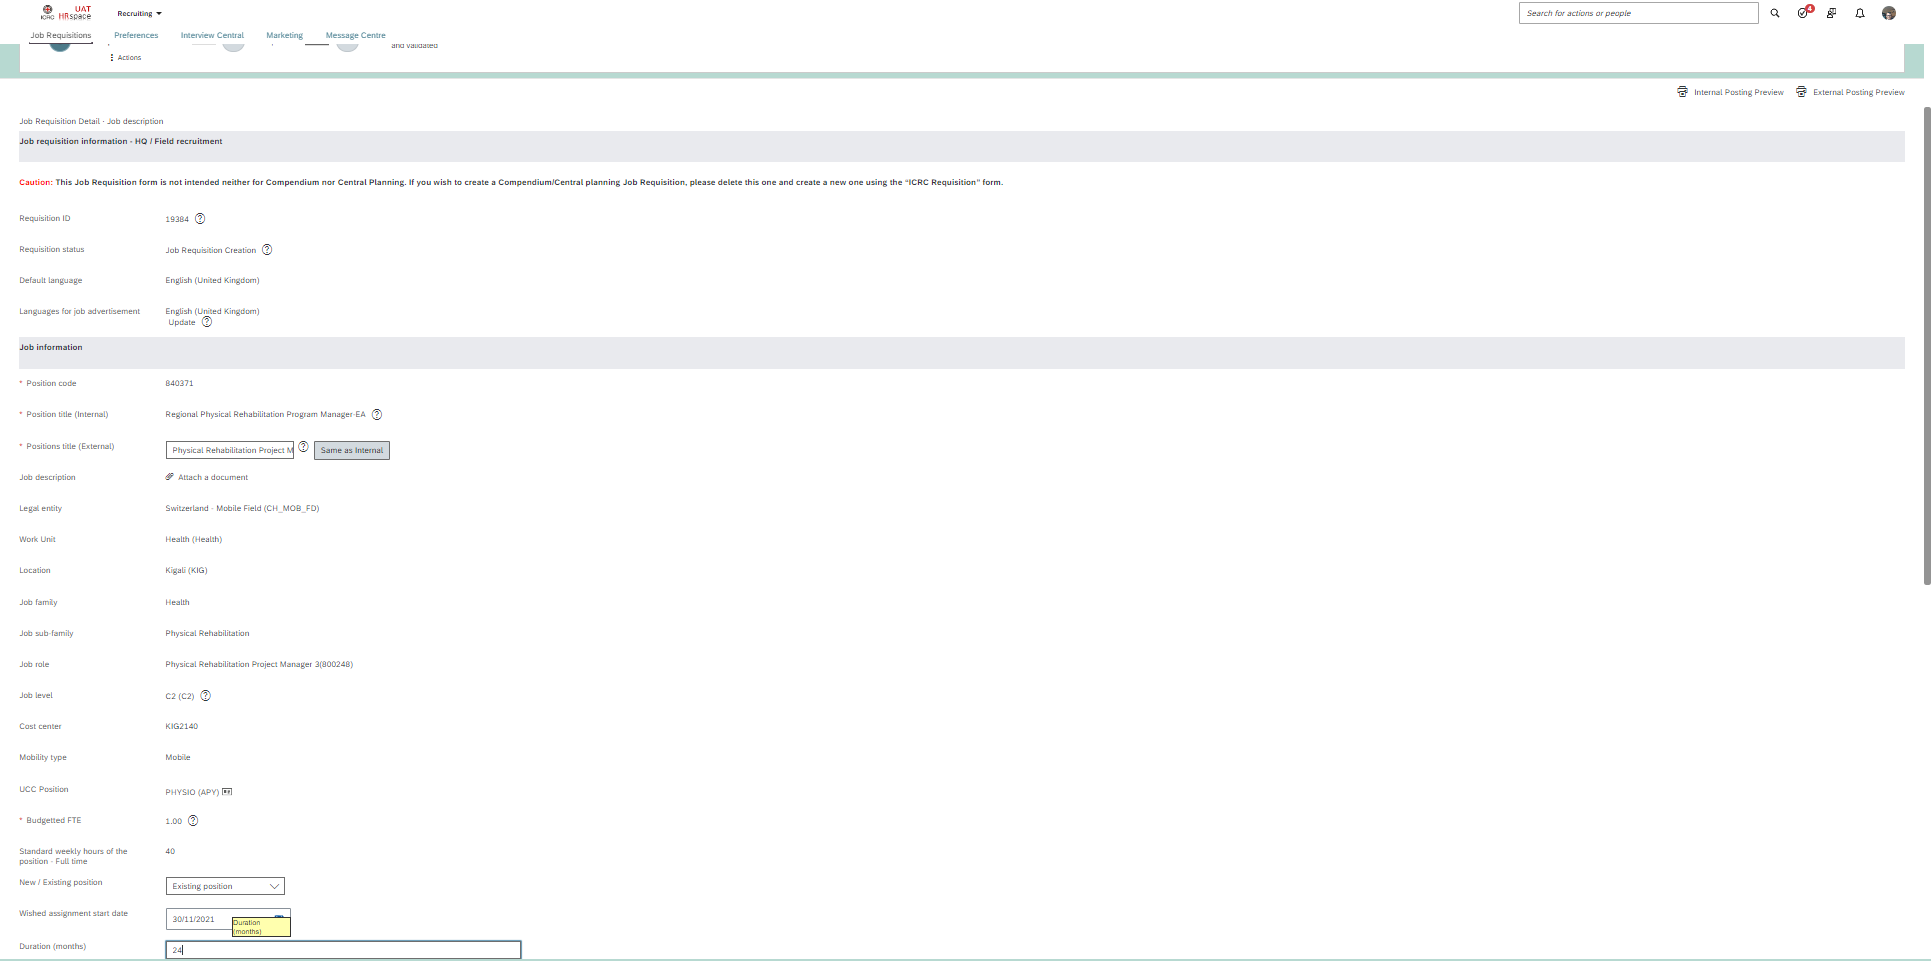 UAT
ICRC HRspace
Recruiting
Search for actions or people
4
Job Requisitions
Preferences
Interview Central
Marketing
Message Centre
and validated
Actions
Internal Posting Preview
External Posting Preview
Job Requisition Detail - Job description
Job requisition information - HQ / Field recruitment
Caution: This Job Requisition form is not intended neither for Compendium nor Central Planning. If you wish to create a Compendium/Central planning Job Requisition, please delete this one and create a new one using the "ICRC Requisition" form.
Requisition ID
19384 ?
Requisition status
Job Requisition Creation ?
Default language
English (United Kingdom)
Languages for job advertisement
English (United Kingdom)
Update ?
Job information
* Position code
840371
* Position title (Internal)
Regional Physical Rehabilitation Program Manager-EA ?
* Positions title (External)
Physical Rehabilitation Project M ?
Same as Internal
Job description
Attach a document
Legal entity
Switzerland - Mobile Field (CH_MOB_FD)
Work Unit
Health (Health)
Location
Kigali (KIG)
Job family
Health
Job sub-family
Physical Rehabilitation
Job role
Physical Rehabilitation Project Manager 3(800248)
Job level
C2 (C2) ?
Cost center
KIG2140
Mobility type
Mobile
UCC Position
PHYSIO (APY)
* Budgetted FTE
1.00 ?
Standard weekly hours of the
position - Full time
40
New / Existing position
Existing position
Wished assignment start date
30/11/2021
Duration
(months)
Duration (months)
24